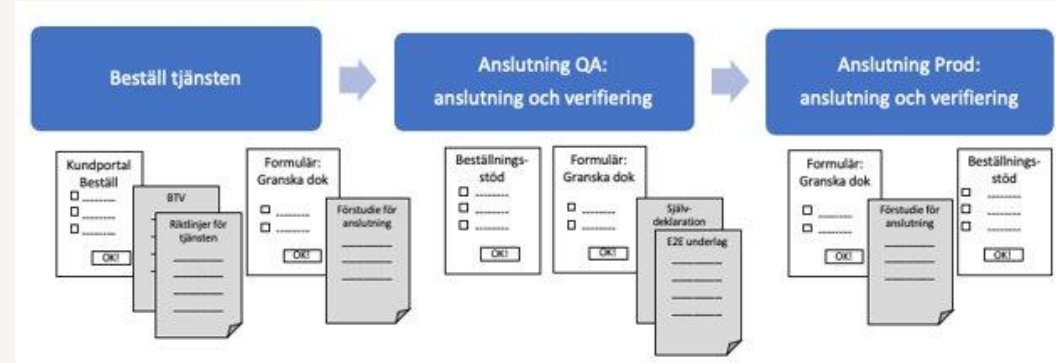 Beställ tjänsten
Anslutning QA:
anslutning och verifiering
Anslutning Prod:
anslutning och verifiering
Kundportal
Beställ
OK!
BTV
Riktlinjer för
tjänsten
Formulär:
Granska dok
OK!
Förstudie för
anslutning
Beställnings-
stöd
OK!
Formulär:
Granska dok
OK!
Själv-
deklaration
E2E underlag
Formulär:
Granska dok
OK!
Förstudie för
anslutning
Beställnings-
stöd
OK!